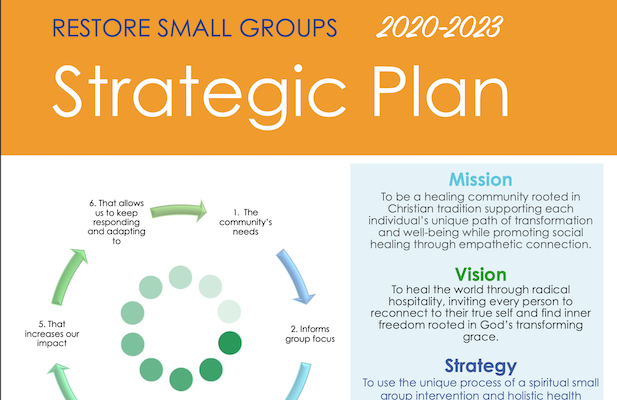 RESTORE SMALL GROUPS 2020-2023
Strategic Plan
6. That allows
us to keep
responding
and adapting
to
1. The
community's
needs
2. Informs
group focus
5. That
increases our
impact
Mission
To be a healing community rooted in
Christian tradition supporting each
individual's unique path of transformation
and well-being while promoting social
healing through empathetic connection.
Vision
To heal the world through radical
hospitality, inviting every person to
reconnect to their true self and find inner
freedom rooted in God's transforming
grace.
Strategy
To use the unique process of a spiritual small
group intervention and holistic health